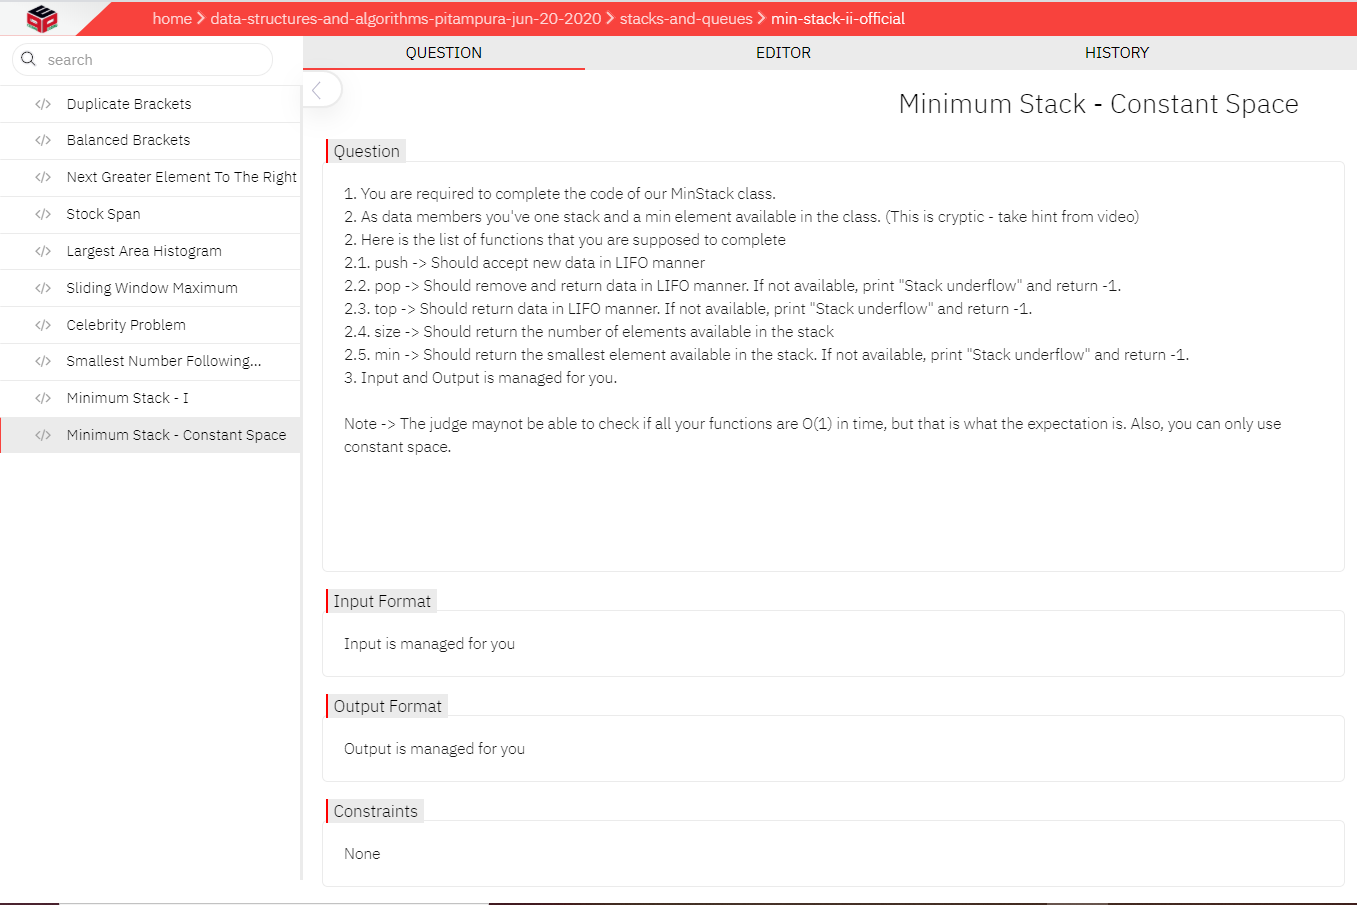 home > data-structures-and-algorithms-pitampura-jun-20-2020 > stacks-and-queues > min-stack-ii-official
search
QUESTION
EDITOR
HISTORY
</> Duplicate Brackets
</> Balanced Brackets
</> Next Greater Element To The Right
</> Stock Span
</> Largest Area Histogram
</> Sliding Window Maximum
</> Celebrity Problem
</> Smallest Number Following...
</> Minimum Stack - I
</> Minimum Stack - Constant Space
Minimum Stack - Constant Space
Question
1. You are required to complete the code of our MinStack class.
2. As data members you've one stack and a min element available in the class. (This is cryptic - take hint from video)
2. Here is the list of functions that you are supposed to complete
2.1. push -> Should accept new data in LIFO manner
2.2. pop -> Should remove and return data in LIFO manner. If not available, print "Stack underflow" and return -1.
2.3. top -> Should return data in LIFO manner. If not available, print "Stack underflow" and return -1.
2.4. size -> Should return the number of elements available in the stack
2.5. min -> Should return the smallest element available in the stack. If not available, print "Stack underflow" and return -1.
3. Input and Output is managed for you.
Note -> The judge maynot be able to check if all your functions are O(1) in time, but that is what the expectation is. Also, you can only use
constant space.
Input Format
Input is managed for you
Output Format
Output is managed for you
Constraints
None